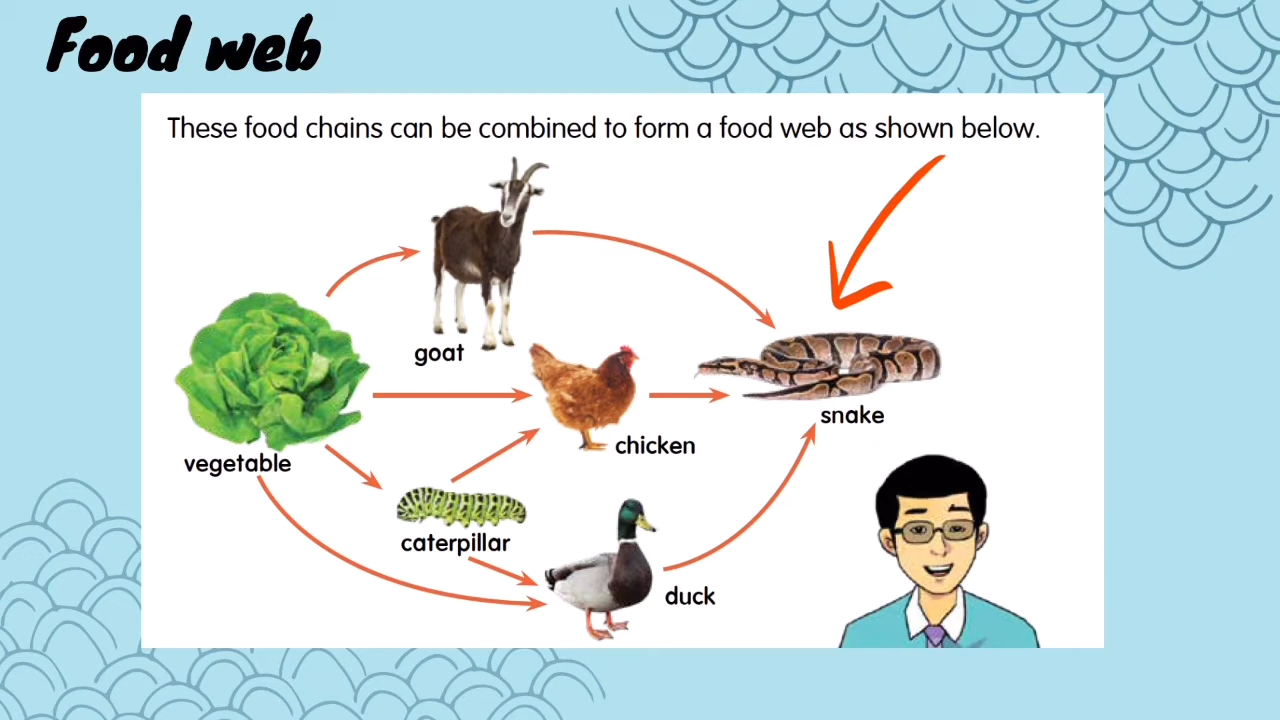 Food web
These food chains can be combined to form a food web as shown below.
goat
snake
chicken
vegetable
caterpillar
duck